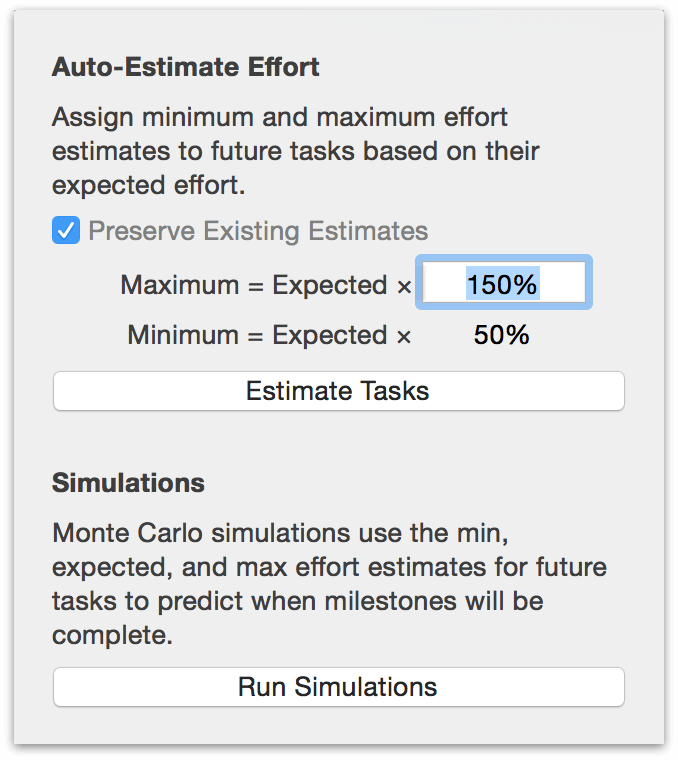 Auto-Estimate Effort
Assign minimum and maximum effort
estimates to future tasks based on their
expected effort.
Preserve Existing Estimates
Maximum = Expected × 150%
Minimum = Expected × 50%
Estimate Tasks
Simulations
Monte Carlo simulations use the min,
expected, and max effort estimates for future
tasks to predict when milestones will be
complete.
Run Simulations